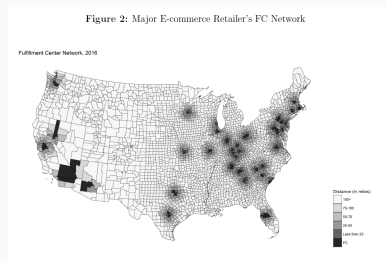 Figure 2: Major E-commerce Retailer's FC Network
Fulfillment Center Network, 2016
Distance (in miles)
100+
75-100
50-75
25-50
Less than 25
FC